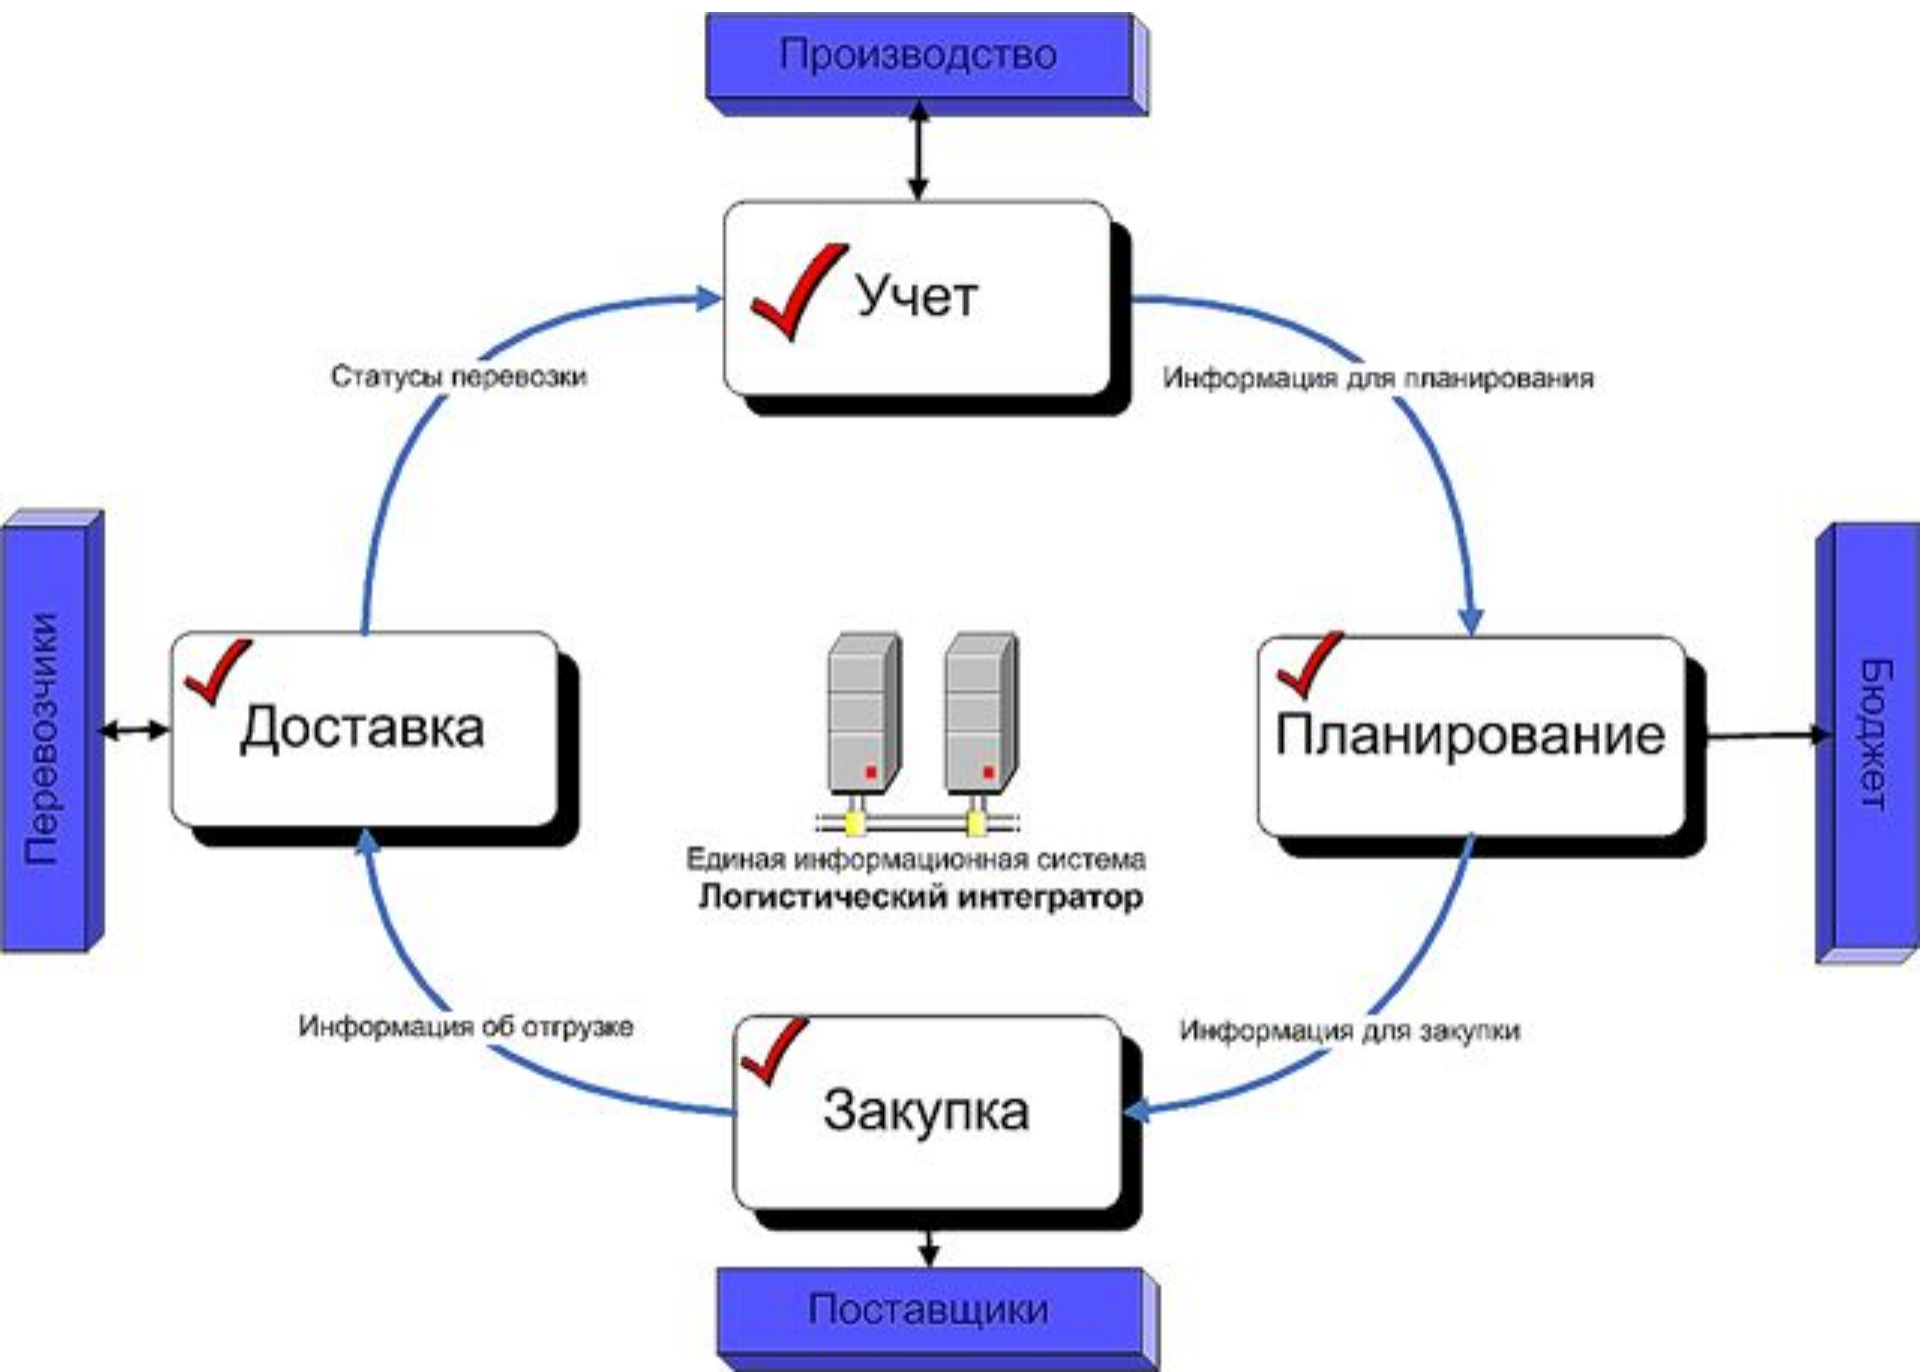 Производство
Учет
Статусы перевозки
Информация для планирования
Перевозчики
Доставка
Планирование
Бюджет
Единая информационная система
Логистический интегратор
Информация об отгрузке
Информация для закупки
Закупка
Поставщики